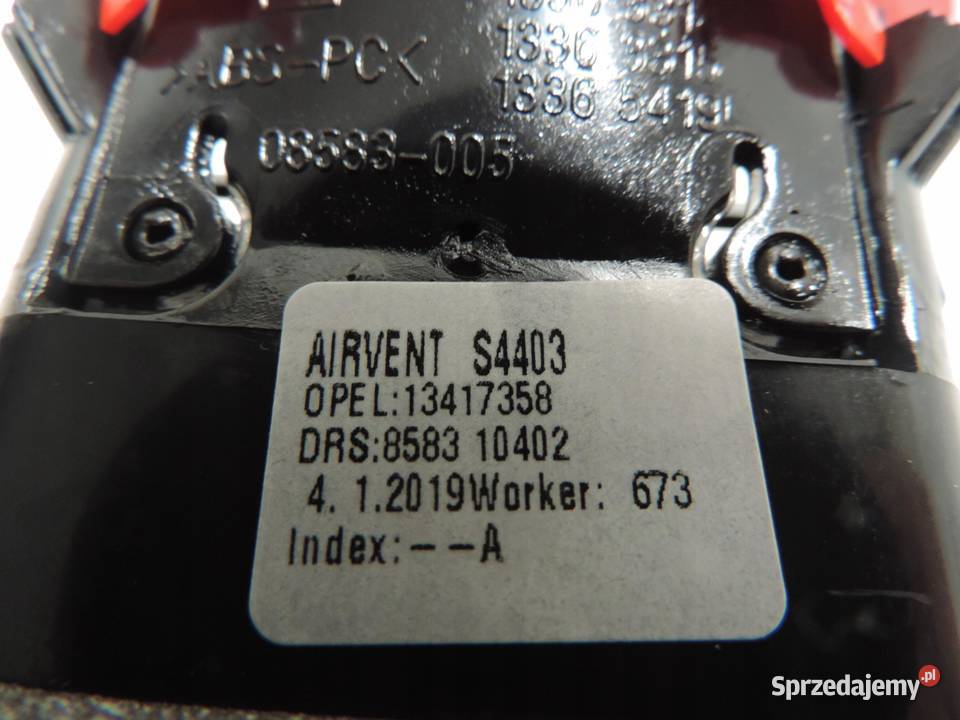 >ABS-PC<
1336
1336 5419
08583-005
AIRVENT S4403
OPEL:13417358
DRS:8583 10402
4. 1.2019Worker: 673
Index:--A
Sprzedajemy.pl